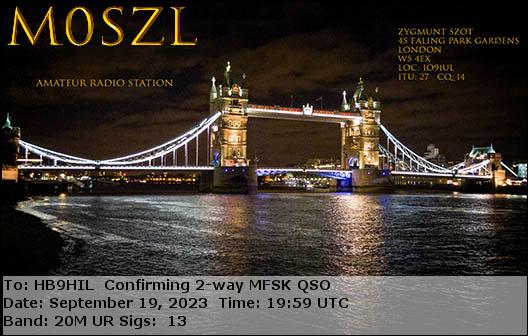 M0SZL
ZYGMUNT SZOT
45 EALING PARK GARDENS
LONDON
W5 4EX
LOC: IO91UL
ITU: 27 CQ: 14
AMATEUR RADIO STATION
To: HB9HIL Confirming 2-way MFSK QSO
Date: September 19, 2023 Time: 19:59 UTC
Band: 20M UR Sigs: 13